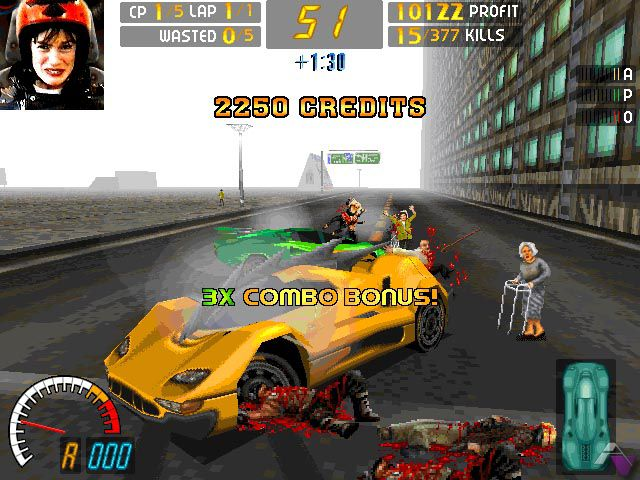 CP 1 5 LAP 1/1
51
10122 PROFIT
WASTED 0/5
15/377 KILLS
+1:30
A
P
O
2250 CREDITS
3X COMBO BONUS!
R 000
AV